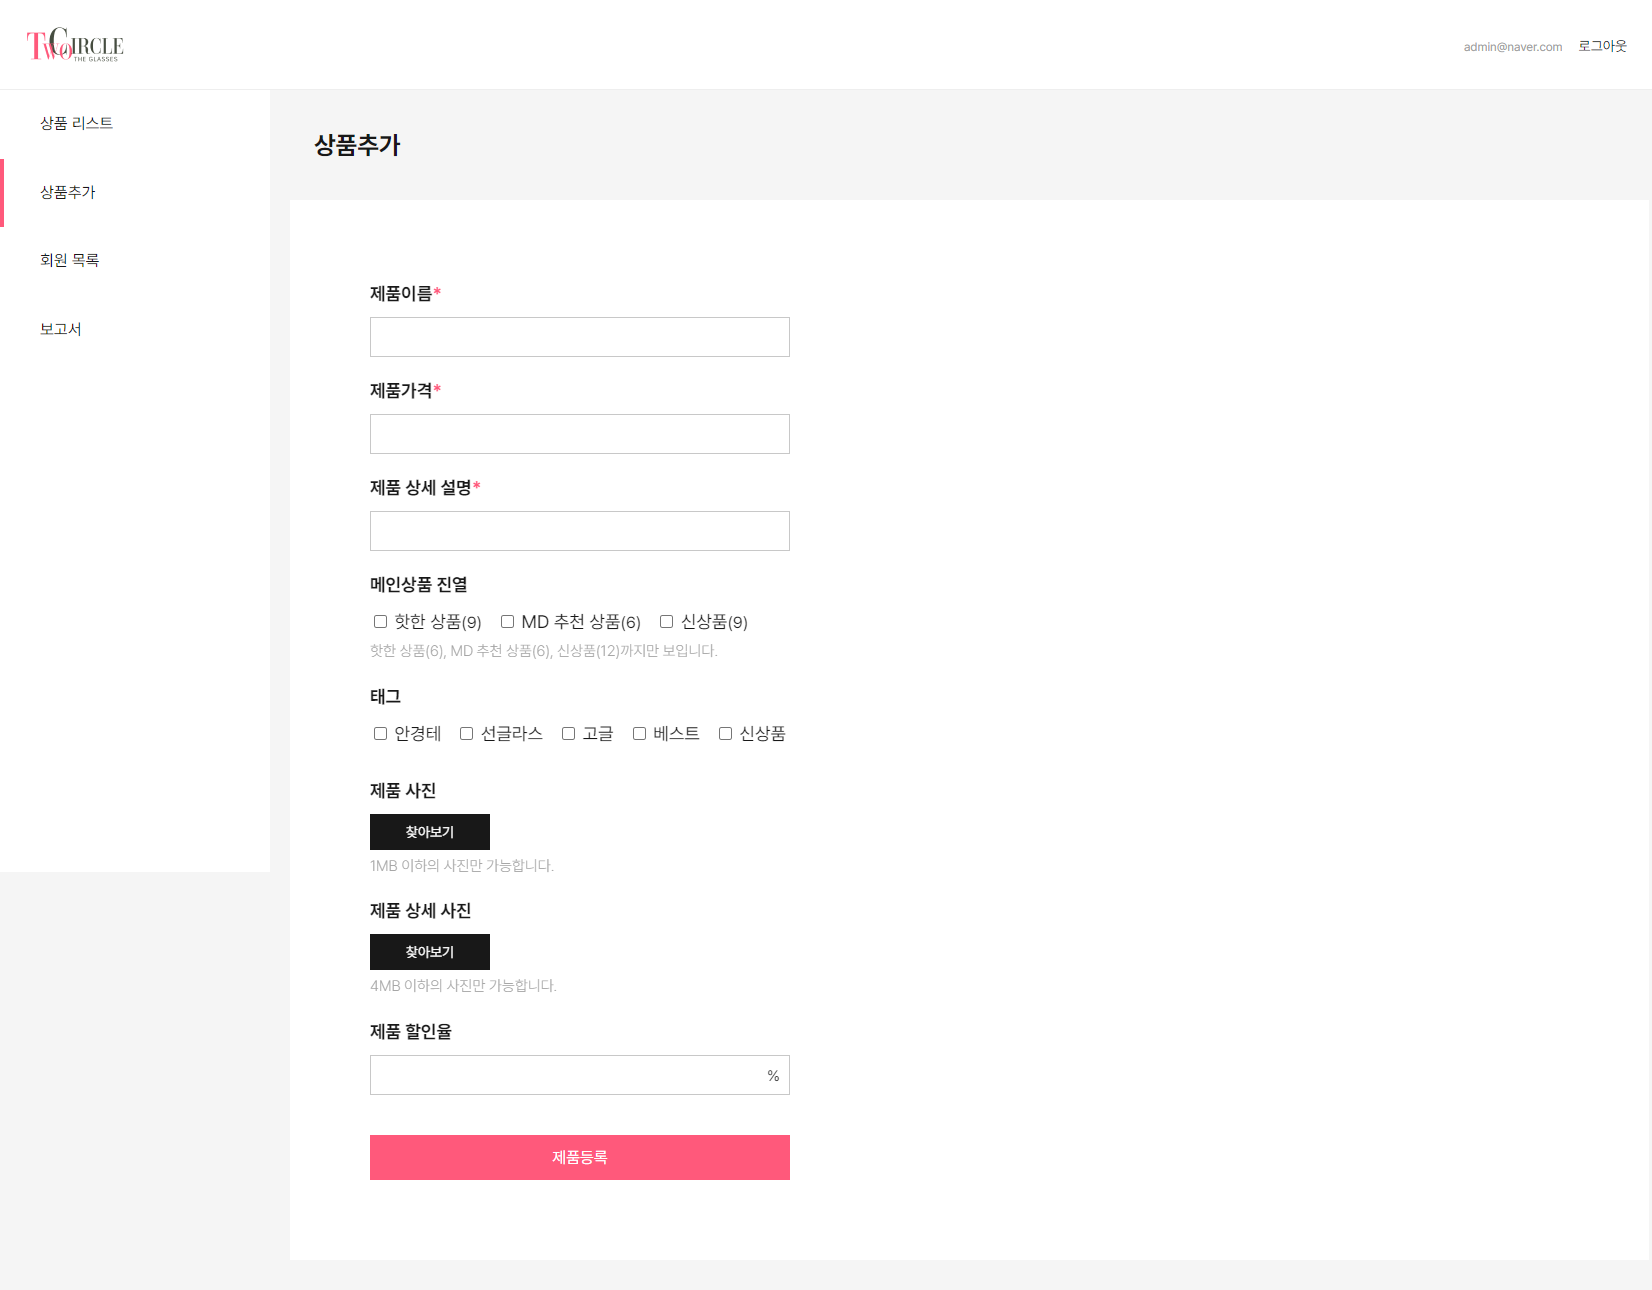 Two CIRCLE
THE GLASSES
admin@naver.com 로그아웃
상품 리스트
상품추가
회원 목록
보고서
상품추가
제품이름*
제품가격*
제품 상세 설명*
메인상품 진열
핫한 상품(9) MD 추천 상품(6) 신상품(9)
핫한 상품(6), MD 추천 상품(6), 신상품(12)까지만 보입니다.
태그
안경테 선글라스 고글 베스트 신상품
제품 사진
찾아보기
1MB 이하의 사진만 가능합니다.
제품 상세 사진
찾아보기
4MB 이하의 사진만 가능합니다.
제품 할인율
%
제품등록